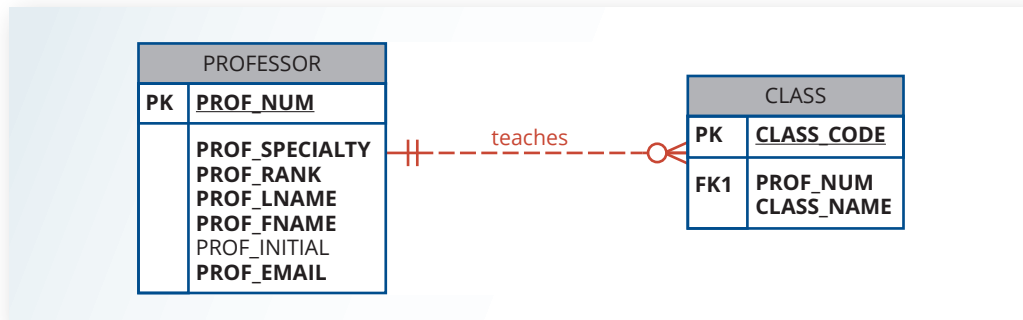 PROFESSOR
PK PROF_NUM
PROF_SPECIALTY
PROF_RANK
PROF_LNAME
PROF_FNAME
PROF_INITIAL
PROF_EMAIL
teaches
CLASS
PK CLASS_CODE
FK1 PROF_NUM
CLASS_NAME